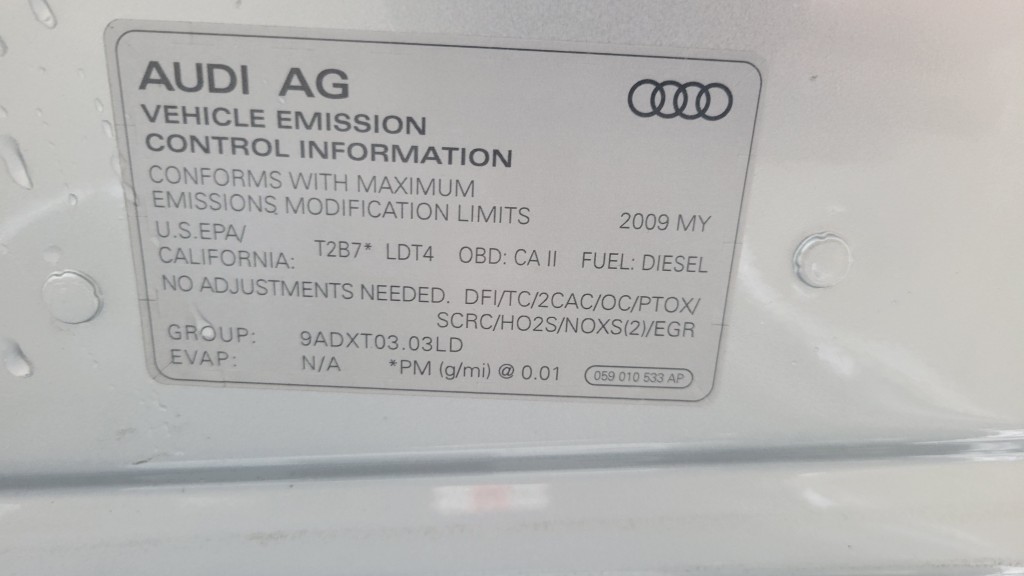 AUDI AG
VEHICLE EMISSION
CONTROL INFORMATION
CONFORMS WITH MAXIMUM
EMISSIONS MODIFICATION LIMITS 2009 MY
U.S.EPA/
CALIFORNIA: T2B7* LDT4 OBD: CA II FUEL: DIESEL
NO ADJUSTMENTS NEEDED. DFI/TC/2CAC/OC/PTOX/
SCRC/HO2S/NOXS(2)/EGR
GROUP: 9ADXT03.03LD
EVAP: N/A *PM (g/mi) @ 0.01 059 010 533 AP